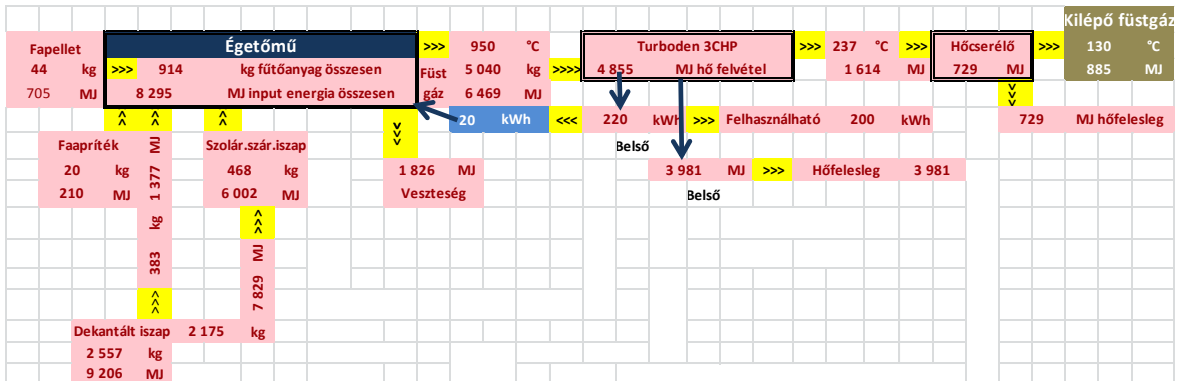 Kilépő füstgáz
Fapellet Égetőmű >>> 950 °C Turboden 3CHP >>> 237 °C >>> Hőcserélő >>> 130 °C
44 kg >>> 914 kg fűtőanyag összesen Füst 5 040 kg >>>> 4 855 MJ hő felvétel 1 614 MJ 729 MJ 885 MJ
705 MJ 8 295 MJ input energia összesen gáz 6 469 MJ >>>
<<< <<< >>> 20 kWh <<< 220 kWh >>> Felhasználható 200 kWh 729 MJ hőfelesleg
Faapríték Szolár.szár.iszap Belső
20 kg 468 kg 1 826 MJ 3 981 MJ >>> Hőfelesleg 3 981
210 MJ 6 002 MJ Veszteség Belső
383 kg 1 377 MJ
>>>
7 829 MJ
>>>
Dekantált iszap 2 175 kg
2 557 kg
9 206 MJ